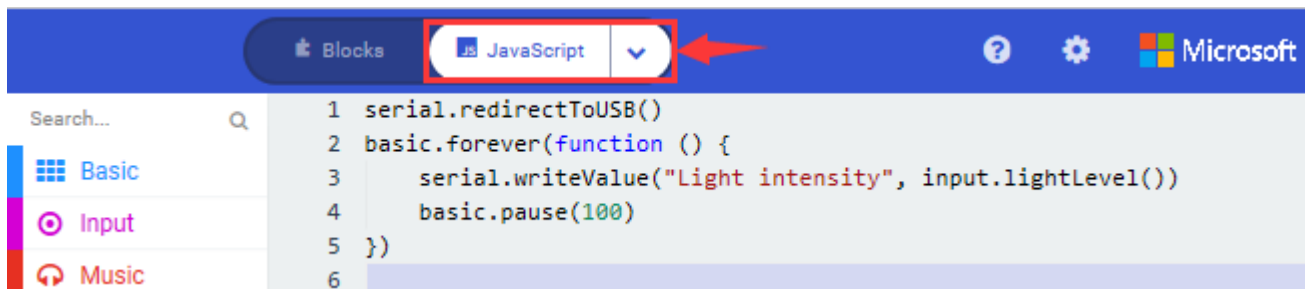 Blocks JS JavaScript Microsoft
Search...
Basic
Input
Music
1 serial.redirectToUSB()
2 basic.forever(function () {
3     serial.writeValue("Light intensity", input.lightLevel())
4     basic.pause(100)
5 })
6